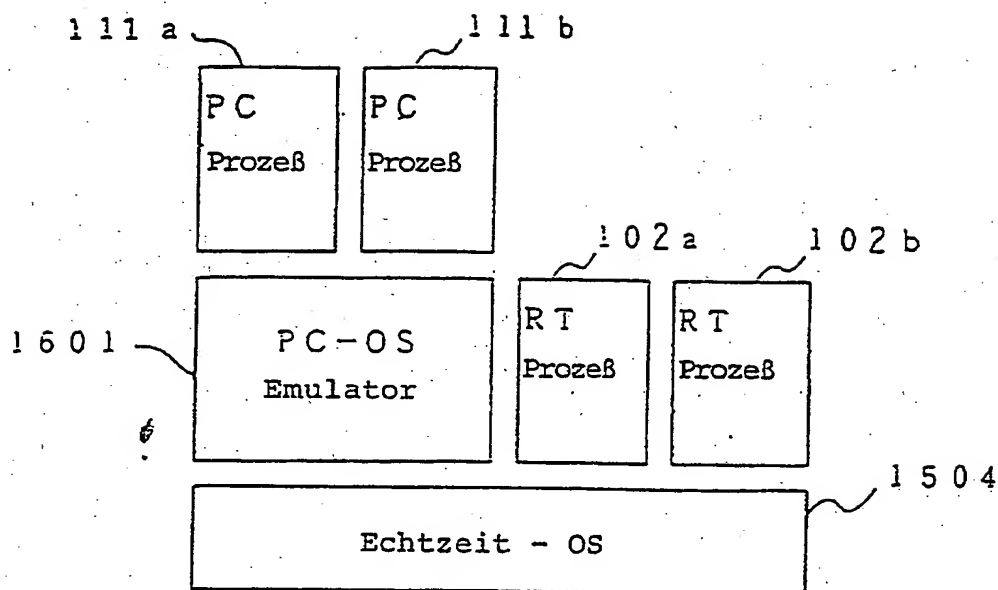 111a
111b
PC
Prozeß
PC
Prozeß
102a
102b
1601
PC-OS
Emulator
RT
Prozeß
RT
Prozeß
1504
Echtzeit - OS